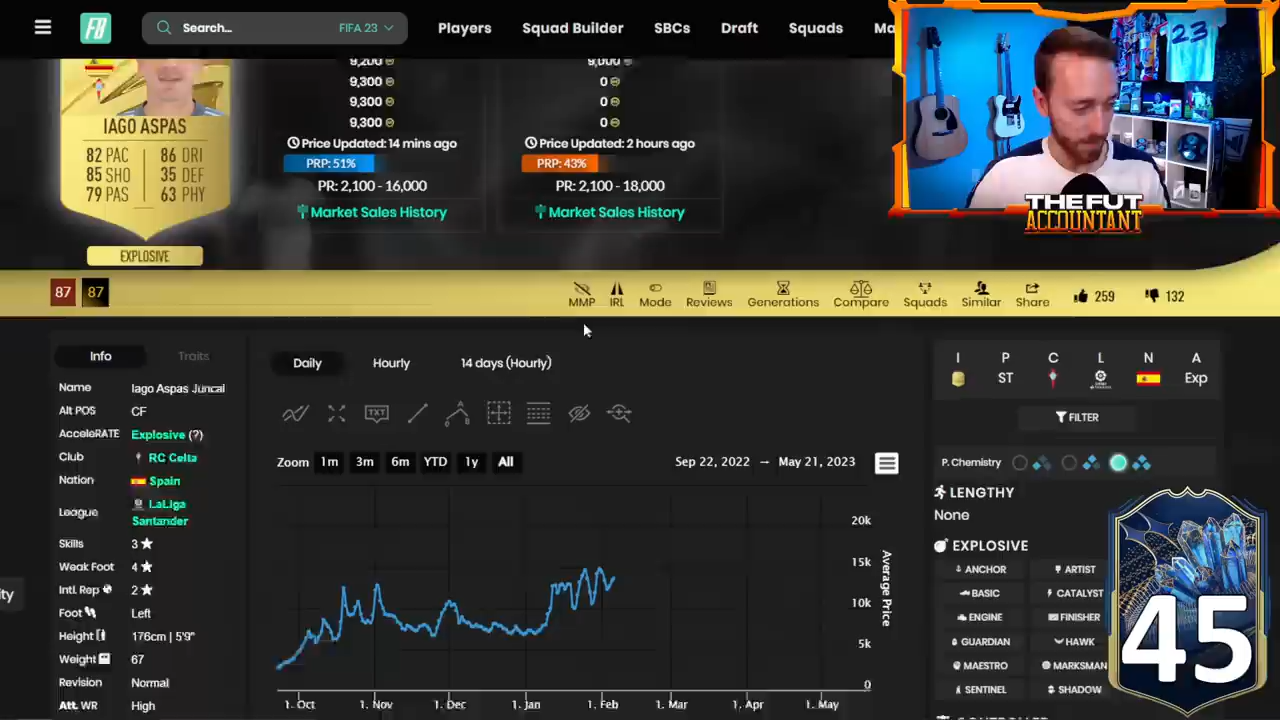 Search...
FIFA 23
Players
Squad Builder
SBCs
Draft
Squads
Ma
23
9,200
9,300
9,300
9,300
Price Updated: 14 mins ago
PRP: 51%
PR: 2,100 - 16,000
Market Sales History
9,000
0
0
0
Price Updated: 2 hours ago
PRP: 43%
PR: 2,100 - 18,000
Market Sales History
IAGO ASPAS
82 PAC 86 DRI
85 SHO 35 DEF
79 PAS 63 PHY
EXPLOSIVE
THE FUT
ACCOUNTANT
87 87
MMP IRL Mode Reviews Generations Compare Squads Similar Share 259 132
Info Traits
Name Iago Aspas Juncal
Alt POS CF
AcceleRATE Explosive (?)
Club RC Celta
Nation Spain
League LaLiga
Santander
Skills 3
Weak Foot 4
Intl. Rep 2
Foot Left
Height 176cm | 5'9"
Weight 67
Revision Normal
Att. WR High
ty
Daily Hourly 14 days (Hourly)
TXT
Zoom 1m 3m 6m YTD 1y All Sep 22, 2022 → May 21, 2023
20k
15k
10k
5k
0
Average Price
1. Oct 1. Nov 1. Dec 1. Jan 1. Feb 1. Mar 1. Apr 1. May
I P C L N A
ST Exp
FILTER
P. Chemistry
LENGTHY
None
EXPLOSIVE
ANCHOR ARTIST
BASIC CATALYST
ENGINE FINISHER
GUARDIAN HAWK
MAESTRO MARKSMAN
SENTINEL SHADOW
45